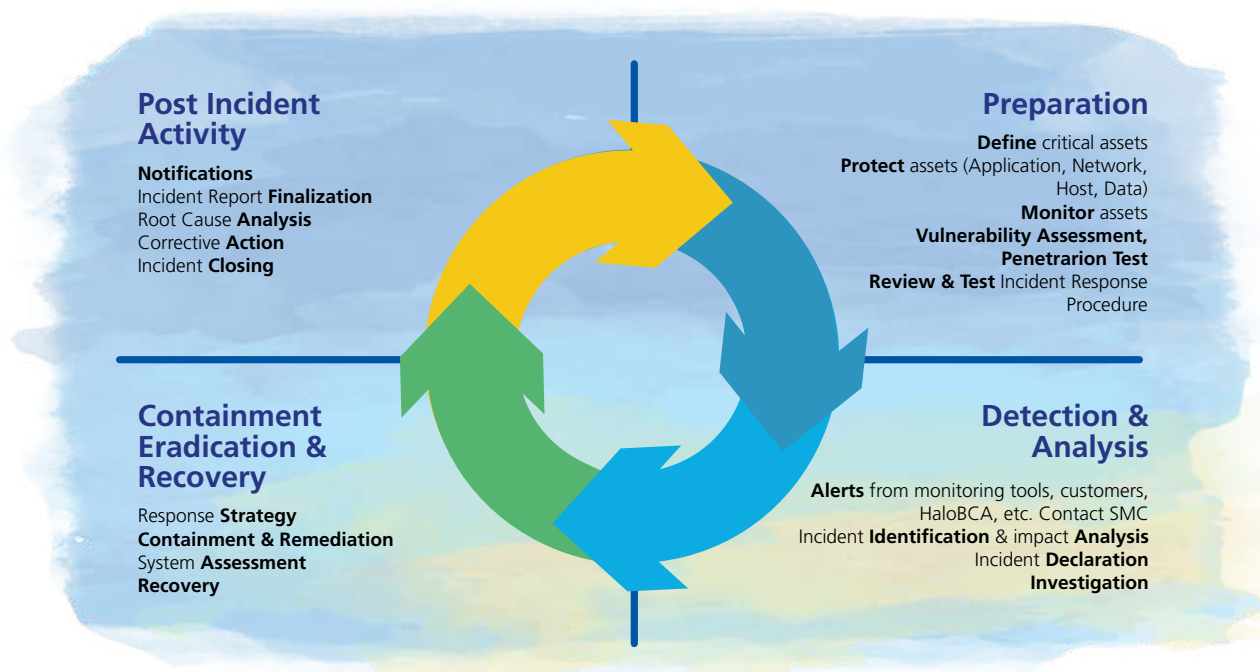 Post Incident
Activity
Notifications
Incident Report Finalization
Root Cause Analysis
Corrective Action
Incident Closing
Preparation
Define critical assets
Protect assets (Application, Network,
Host, Data)
Monitor assets
Vulnerability Assessment,
Penetrarion Test
Review & Test Incident Response
Procedure
Containment
Eradication &
Recovery
Response Strategy
Containment & Remediation
System Assessment
Recovery
Detection &
Analysis
Alerts from monitoring tools, customers,
HaloBCA, etc. Contact SMC
Incident Identification & impact Analysis
Incident Declaration
Investigation